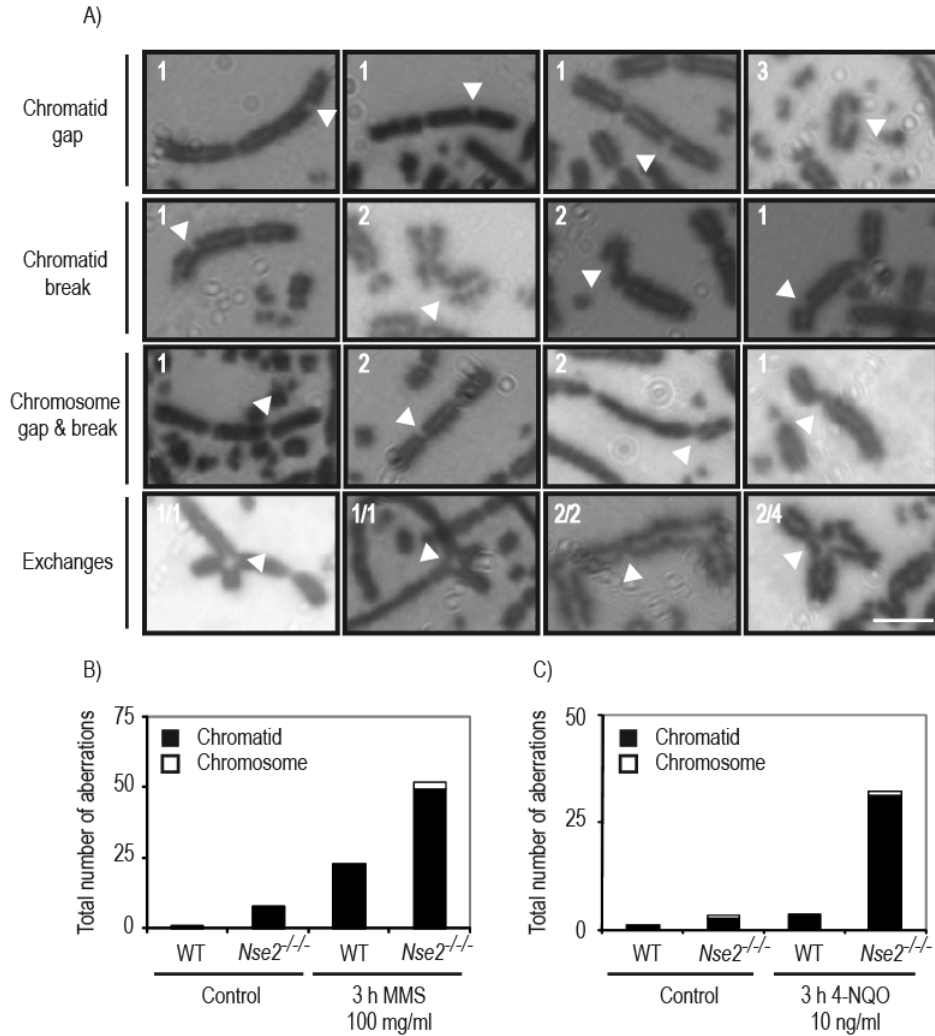 A)
Chromatid
gap
1
1
1
3
Chromatid
break
1
2
2
1
Chromosome
gap & break
1
2
2
1
Exchanges
1/1
1/1
2/2
2/4
B)
Total number of aberrations
75
50
25
0
Chromatid
Chromosome
WT
Nse2-/-/-
WT
Nse2-/-/-
Control
3 h MMS
100 mg/ml
C)
Total number of aberrations
50
25
0
Chromatid
Chromosome
WT
Nse2-/-/-
WT
Nse2-/-/-
Control
3 h 4-NQO
10 ng/ml